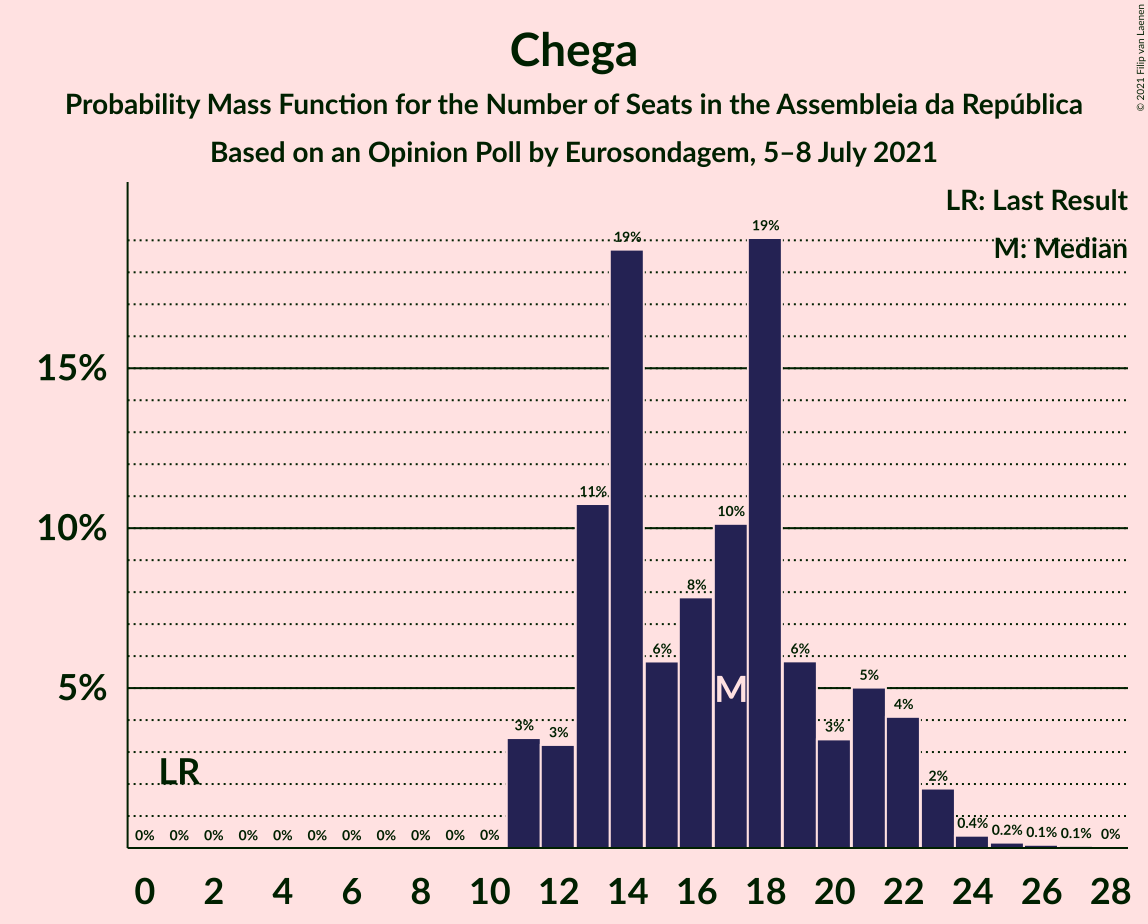 Chega
Probability Mass Function for the Number of Seats in the Assembleia da República
Based on an Opinion Poll by Eurosondagem, 5–8 July 2021
© 2021 Filip van Laenen
LR: Last Result
M: Median
15%
10%
5%
0% 0% 0% 0% 0% 0% 0% 0% 0% 0% 0% 3% 3% 11% 19% 6% 8% 10% 19% 6% 3% 5% 4% 2% 0.4% 0.2% 0.1% 0.1% 0%
LR
M
0 2 4 6 8 10 12 14 16 18 20 22 24 26 28